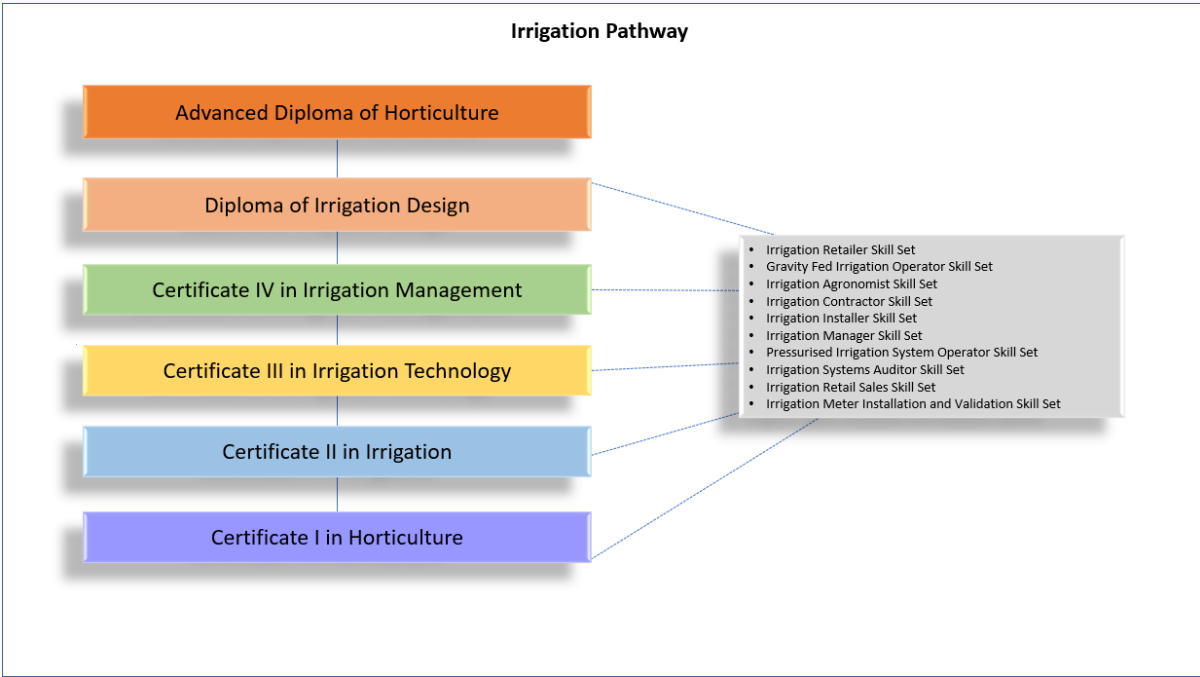 Irrigation Pathway
Advanced Diploma of Horticulture
Diploma of Irrigation Design
Certificate IV in Irrigation Management
Certificate III in Irrigation Technology
Certificate II in Irrigation
Certificate I in Horticulture
• Irrigation Retailer Skill Set
• Gravity Fed Irrigation Operator Skill Set
• Irrigation Agronomist Skill Set
• Irrigation Contractor Skill Set
• Irrigation Installer Skill Set
• Irrigation Manager Skill Set
• Pressurised Irrigation System Operator Skill Set
• Irrigation Systems Auditor Skill Set
• Irrigation Retail Sales Skill Set
• Irrigation Meter Installation and Validation Skill Set